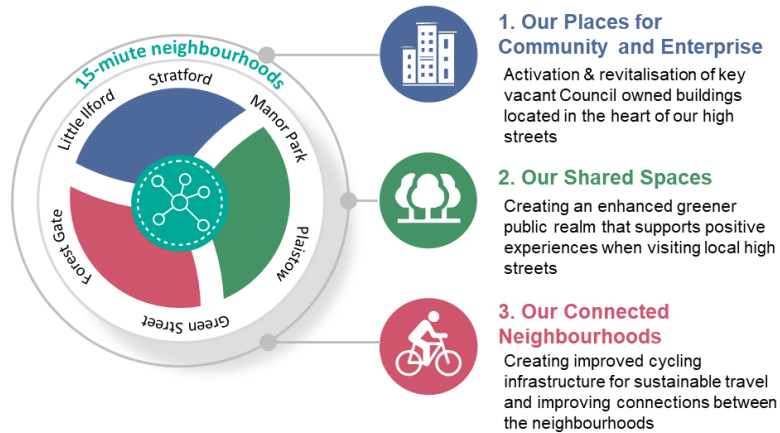 15-miute neighbourhoods
Stratford
Little Ilford
Manor Park
Forest Gate
Plaistow
Green Street
1. Our Places for
Community and Enterprise
Activation & revitalisation of key
vacant Council owned buildings
located in the heart of our high
streets
2. Our Shared Spaces
Creating an enhanced greener
public realm that supports positive
experiences when visiting local high
streets
3. Our Connected
Neighbourhoods
Creating improved cycling
infrastructure for sustainable travel
and improving connections between
the neighbourhoods